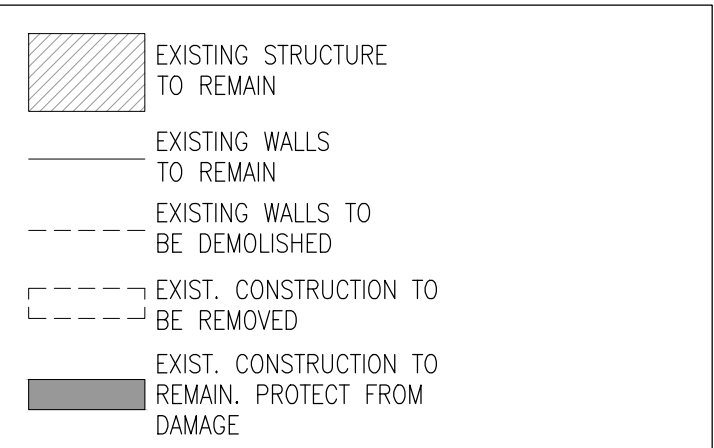 EXISTING STRUCTURE
TO REMAIN
EXISTING WALLS
TO REMAIN
EXISTING WALLS TO
BE DEMOLISHED
EXIST. CONSTRUCTION TO
BE REMOVED
EXIST. CONSTRUCTION TO
REMAIN. PROTECT FROM
DAMAGE